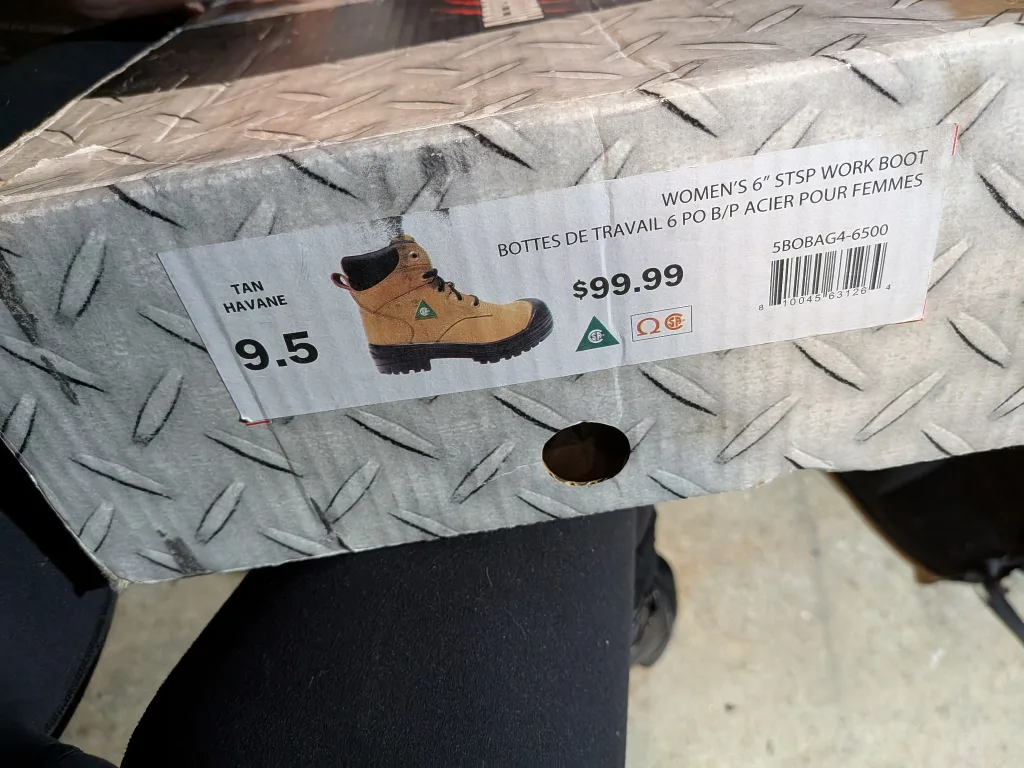 WOMEN'S 6" STSP WORK BOOT
BOTTES DE TRAVAIL 6 PO B/P ACIER POUR FEMMES
TAN
HAVANE
9.5
$99.99
5BOBAG4-6500
8 10045 63126 4